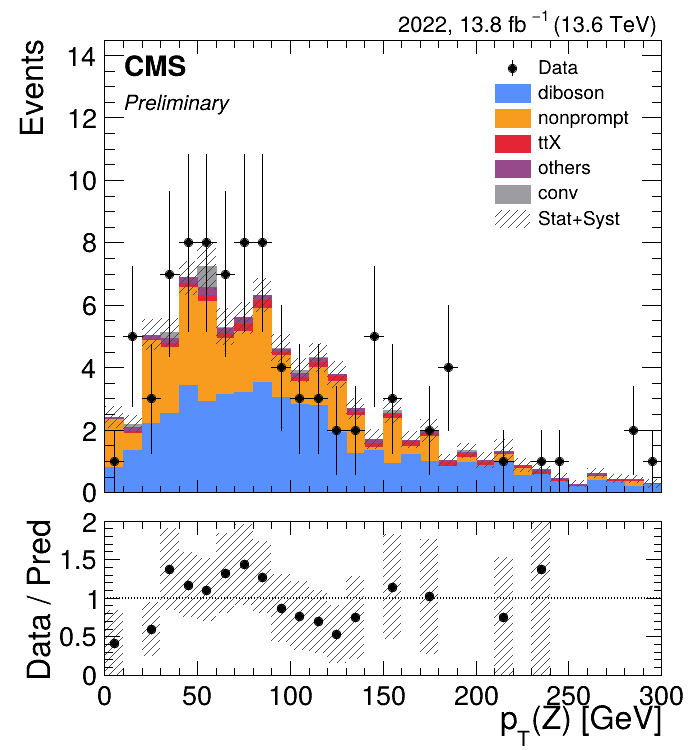 2022, 13.8 fb⁻¹ (13.6 TeV)
CMS
Preliminary
Events
Data
diboson
nonprompt
ttX
others
conv
Stat+Syst
14
12
10
8
6
4
2
0
Data / Pred
2
1.5
1
0.5
0
0 50 100 150 200 250 300
p_T(Z) [GeV]